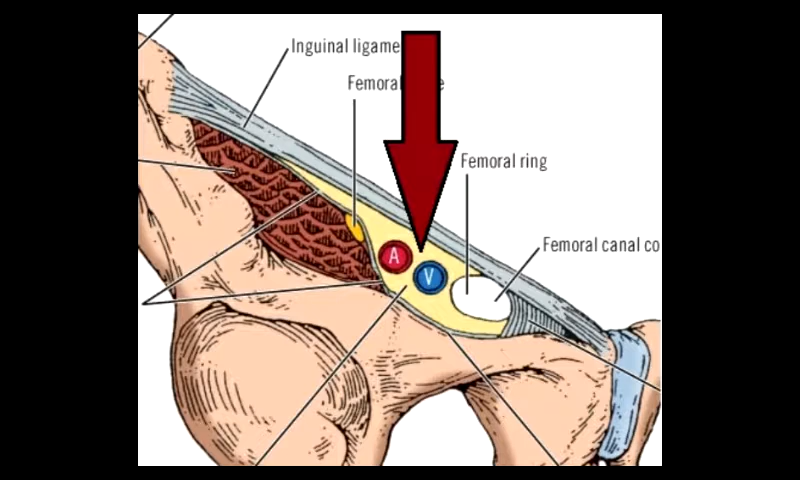 Inguinal ligame
Femoral
Femoral ring
Femoral canal co
A
V